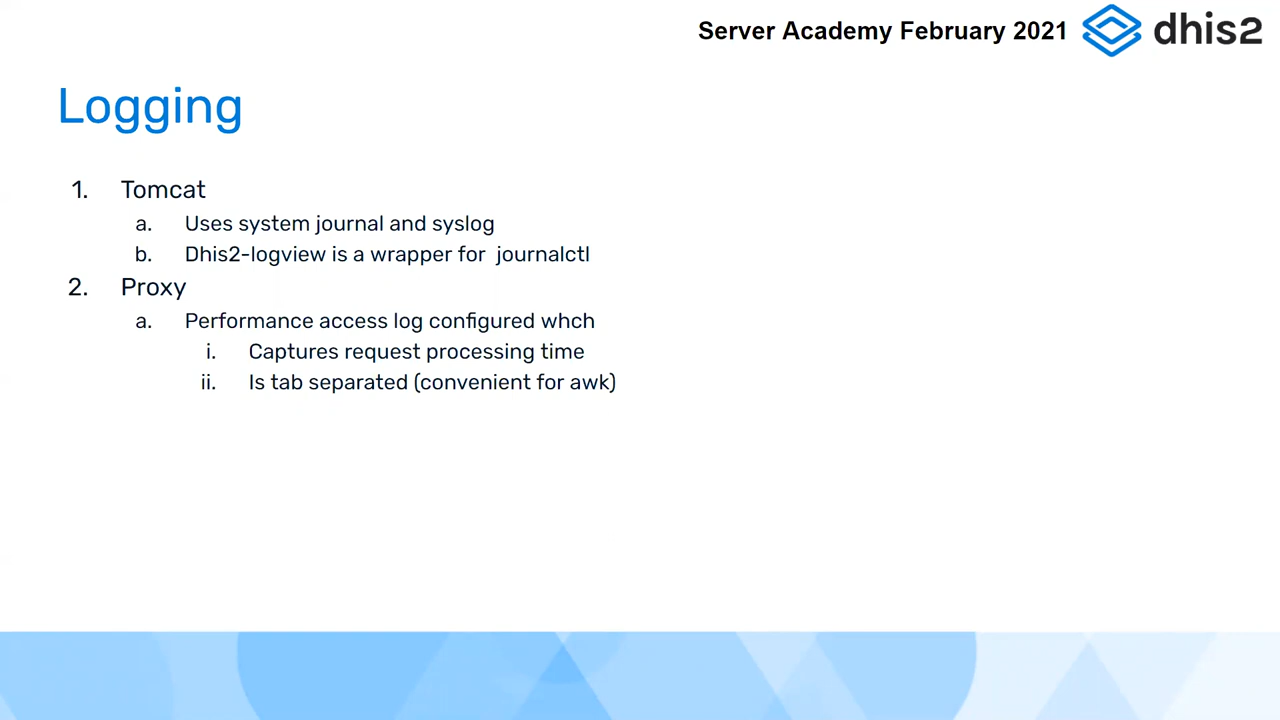 Server Academy February 2021 dhis2
Logging
1. Tomcat
a. Uses system journal and syslog
b. Dhis2-logview is a wrapper for  journalctl
2. Proxy
a. Performance access log configured whch
i. Captures request processing time
ii. Is tab separated (convenient for awk)